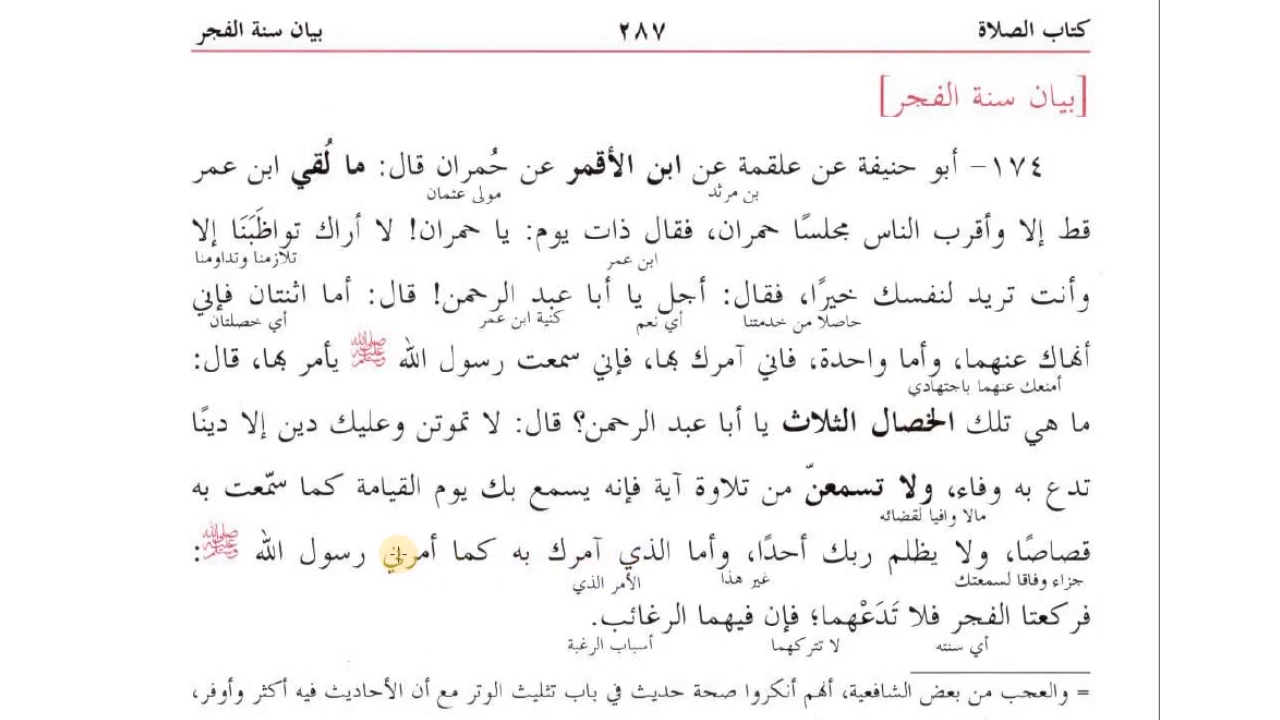 كتاب الصلاة ٢٨٧ بيان سنة الفجر
[بيان سنة الفجر]
١٧٤- أبو حنيفة عن علقمة عن ابن الأقمر عن حُمران قال: ما لُقي ابن عمر
بن مرثد مولى عثمان
قط إلا وأقرب الناس مجلسًا حمران، فقال ذات يوم: يا حمران! لا أراك تواظَبَنَا إلا
ابن عمر تلازمنا وتداومنا
وأنت تريد لنفسك خيرًا، فقال: أجل يا أبا عبد الرحمن! قال: أما اثنتان فإني
حاصلا من خدمتنا أي نعم كنية ابن عمر أي خصلتان
أنهاك عنهما، وأما واحدة، فاني آمرك بها، فإني سمعت رسول الله ﷺ يأمر بها، قال:
أمنعك عنهما باجتهادي
ما هي تلك الخصال الثلاث يا أبا عبد الرحمن؟ قال: لا تموتن وعليك دين إلا دينًا
تدع به وفاء، ولا تسمعنّ من تلاوة آية فإنه يسمع بك يوم القيامة كما سمّعت به
مالا وافيا لقضائه
قصاصًا، ولا يظلم ربك أحدًا، وأما الذي آمرك به كما أمرني رسول الله ﷺ:
جزاء وفاقا لسمعتك غير هذا الأمر الذي
فركعتا الفجر فلا تَدَعْهما؛ فإن فيهما الرغائب.
أي سنته لا تتركهما أسباب الرغبة
= والعجب من بعض الشافعية، أنهم أنكروا صحة حديث في باب تثليث الوتر مع أن الأحاديث فيه أكثر وأوفر،